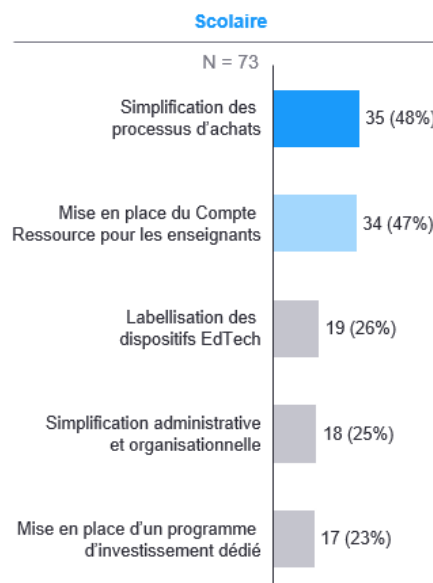 Scolaire
N = 73
Simplification des
processus d'achats
35 (48%)
Mise en place du Compte
Ressource pour les enseignants
34 (47%)
Labellisation des
dispositifs EdTech
19 (26%)
Simplification administrative
et organisationnelle
18 (25%)
Mise en place d'un programme
d'investissement dédié
17 (23%)